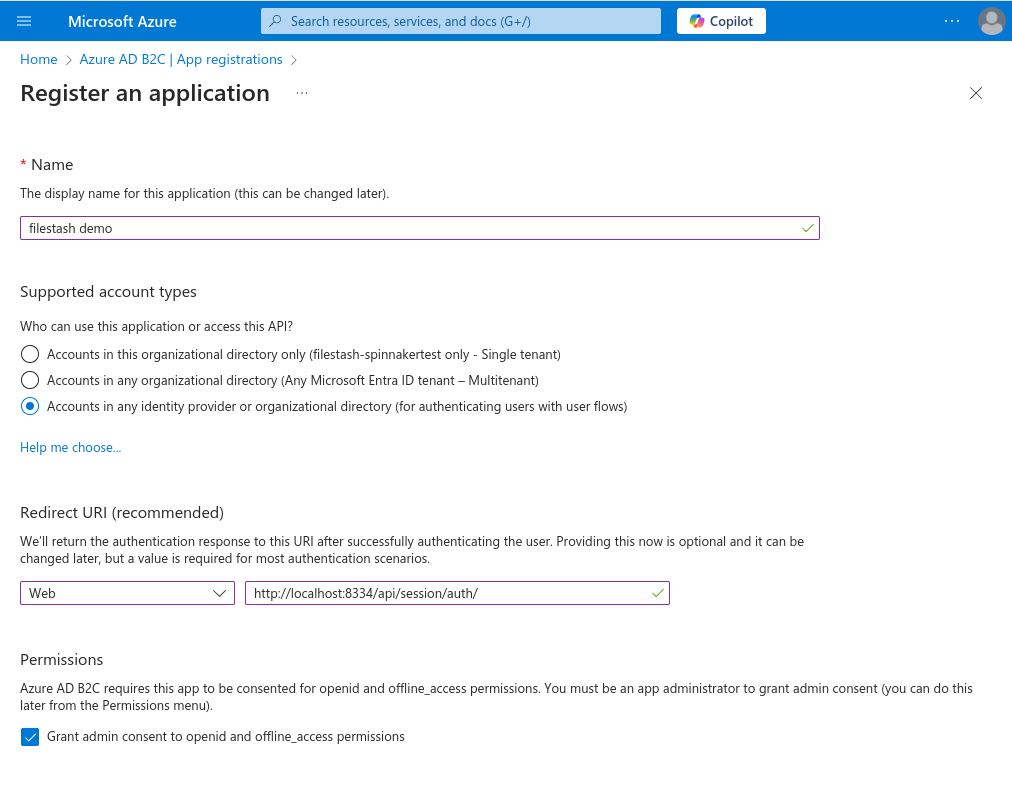 Microsoft Azure
Search resources, services, and docs (G+/)
Copilot
Home > Azure AD B2C | App registrations >
Register an application
* Name
The display name for this application (this can be changed later).
filestash demo
Supported account types
Who can use this application or access this API?
Accounts in this organizational directory only (filestash-spinnakertest only - Single tenant)
Accounts in any organizational directory (Any Microsoft Entra ID tenant – Multitenant)
Accounts in any identity provider or organizational directory (for authenticating users with user flows)
Help me choose...
Redirect URI (recommended)
We'll return the authentication response to this URI after successfully authenticating the user. Providing this now is optional and it can be
changed later, but a value is required for most authentication scenarios.
Web
http://localhost:8334/api/session/auth/
Permissions
Azure AD B2C requires this app to be consented for openid and offline_access permissions. You must be an app administrator to grant admin consent (you can do this
later from the Permissions menu).
Grant admin consent to openid and offline_access permissions